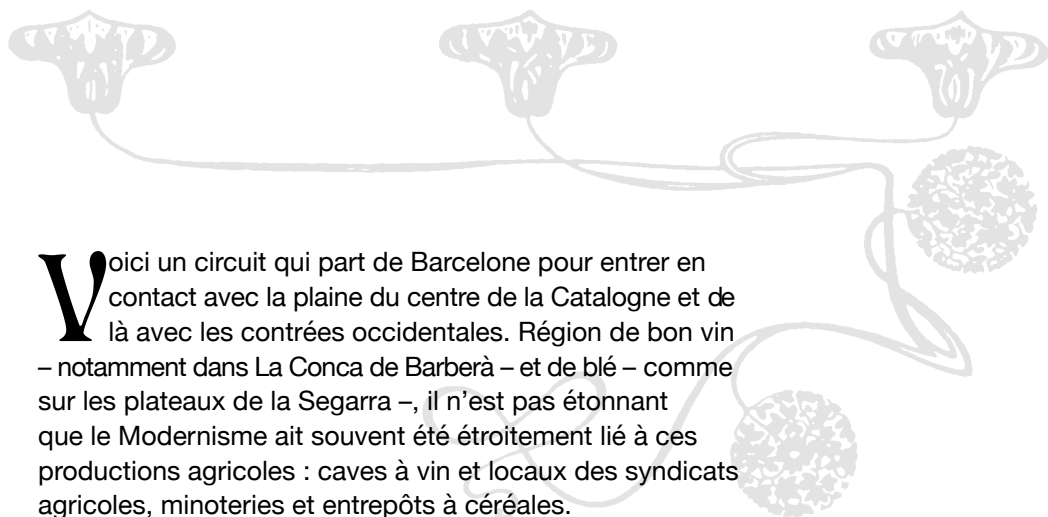 Voici un circuit qui part de Barcelone pour entrer en
contact avec la plaine du centre de la Catalogne et de
là avec les contrées occidentales. Région de bon vin
– notamment dans La Conca de Barberà – et de blé – comme
sur les plateaux de la Segarra –, il n’est pas étonnant
que le Modernisme ait souvent été étroitement lié à ces
productions agricoles : caves à vin et locaux des syndicats
agricoles, minoteries et entrepôts à céréales.